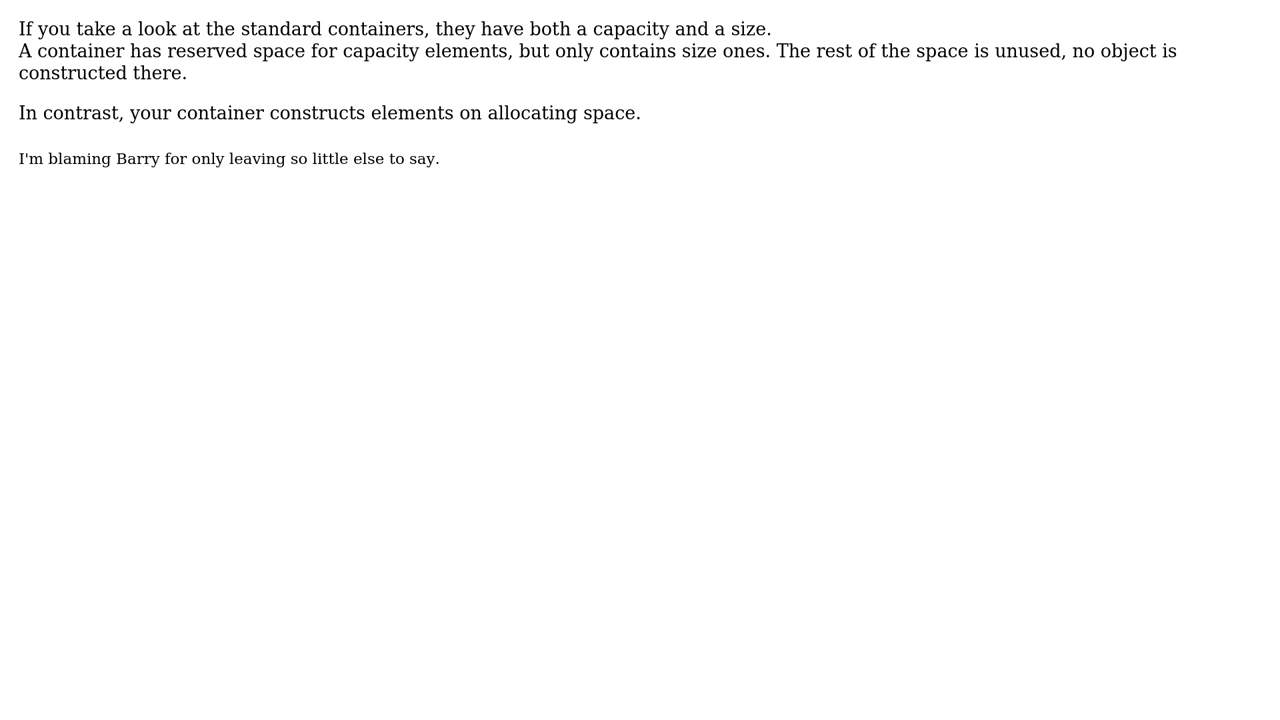 If you take a look at the standard containers, they have both a capacity and a size.
A container has reserved space for capacity elements, but only contains size ones. The rest of the space is unused, no object is
constructed there.
In contrast, your container constructs elements on allocating space.
I'm blaming Barry for only leaving so little else to say.